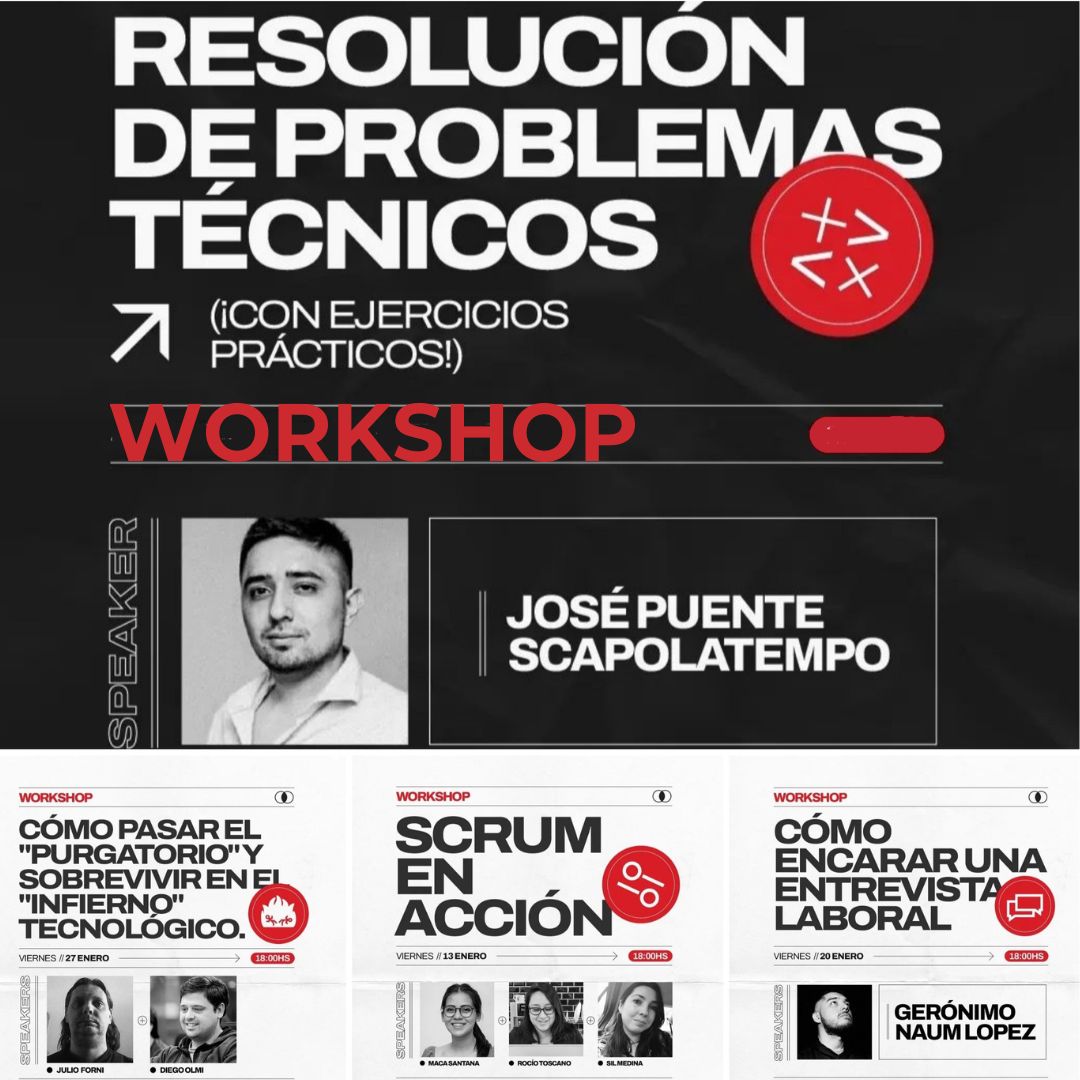 RESOLUCIÓN
DE PROBLEMAS
TÉCNICOS
(¡CON EJERCICIOS
PRÁCTICOS!)
WORKSHOP
SPEAKER
JOSÉ PUENTE
SCAPOLATEMPO
WORKSHOP
CÓMO PASAR EL
"PURGATORIO" Y
SOBREVIVIR EN EL
"INFIERNO"
TECNOLÓGICO.
VIERNES // 27 ENERO
18:00HS
SPEAKERS
JULIO FORNI
DIEGO OLMI
WORKSHOP
SCRUM
EN
ACCIÓN
VIERNES // 13 ENERO
18:00HS
SPEAKERS
MACA SANTANA
ROCÍO TOSCANO
SIL MEDINA
WORKSHOP
CÓMO
ENCARAR UNA
ENTREVISTA
LABORAL
VIERNES // 20 ENERO
18:00HS
SPEAKERS
GERÓNIMO
NAUM LOPEZ